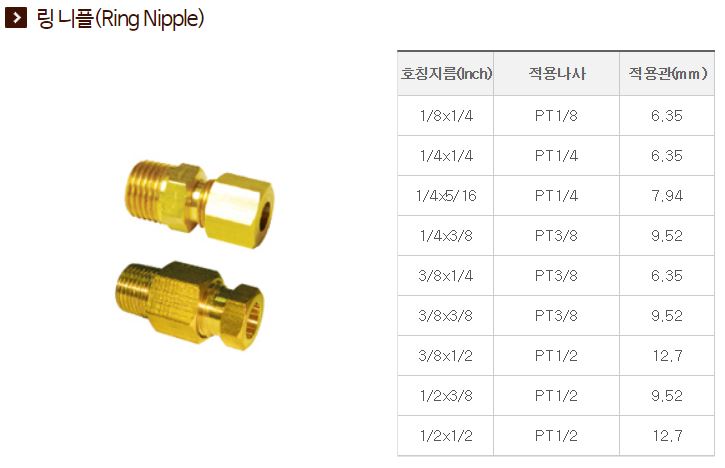 링 니플(Ring Nipple)
호칭지름(Inch) 적용나사 적용관(mm)
1/8x1/4 PT1/8 6.35
1/4x1/4 PT1/4 6.35
1/4x5/16 PT1/4 7.94
1/4x3/8 PT3/8 9.52
3/8x1/4 PT3/8 6.35
3/8x3/8 PT3/8 9.52
3/8x1/2 PT1/2 12.7
1/2x3/8 PT1/2 9.52
1/2x1/2 PT1/2 12.7